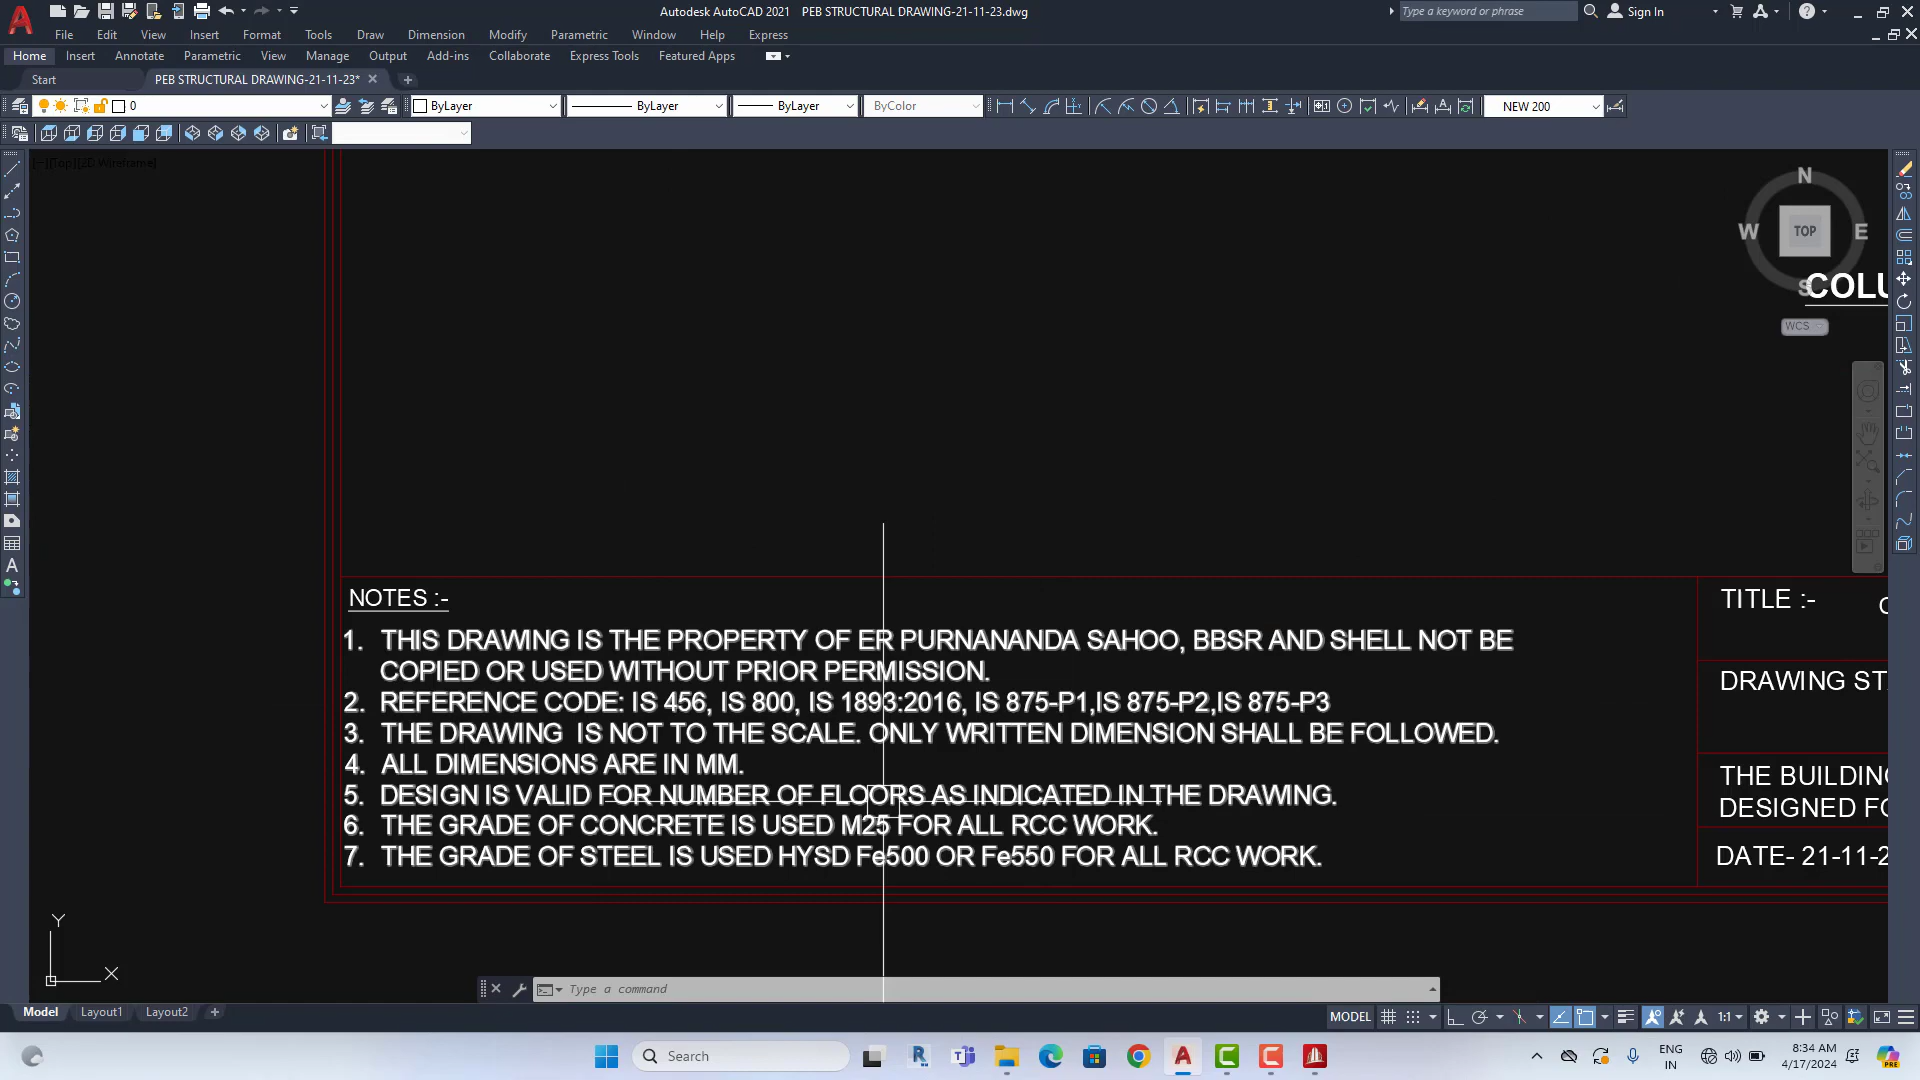 Autodesk AutoCAD 2021 PEB STRUCTURAL DRAWING-21-11-23.dwg
Type a keyword or phrase
Sign In
File Edit View Insert Format Tools Draw Dimension Modify Parametric Window Help Express
Home Insert Annotate Parametric View Manage Output Add-ins Collaborate Express Tools Featured Apps
Start PEB STRUCTURAL DRAWING-21-11-23*
0 ByLayer ByLayer ByLayer ByColor NEW 200
[−][Top][2D Wireframe]
N
W TOP E
S
COLU
WCS
NOTES :-
1. THIS DRAWING IS THE PROPERTY OF ER PURNANANDA SAHOO, BBSR AND SHELL NOT BE
COPIED OR USED WITHOUT PRIOR PERMISSION.
2. REFERENCE CODE: IS 456, IS 800, IS 1893:2016, IS 875-P1,IS 875-P2,IS 875-P3
3. THE DRAWING IS NOT TO THE SCALE. ONLY WRITTEN DIMENSION SHALL BE FOLLOWED.
4. ALL DIMENSIONS ARE IN MM.
5. DESIGN IS VALID FOR NUMBER OF FLOORS AS INDICATED IN THE DRAWING.
6. THE GRADE OF CONCRETE IS USED M25 FOR ALL RCC WORK.
7. THE GRADE OF STEEL IS USED HYSD Fe500 OR Fe550 FOR ALL RCC WORK.
TITLE :-
DRAWING STA
THE BUILDING
DESIGNED FO
DATE- 21-11-2
Y
X
Type a command
Model Layout1 Layout2
MODEL 1:1
Search
ENG
IN
8:34 AM
4/17/2024